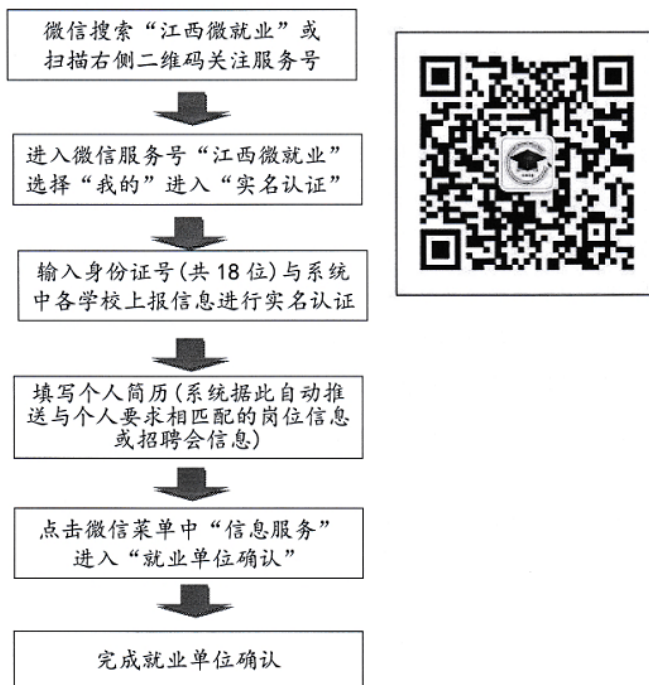 微信搜索“江西微就业”或
扫描右侧二维码关注服务号
进入微信服务号“江西微就业”
选择“我的”进入“实名认证”
输入身份证号(共18位)与系统
中各学校上报信息进行实名认证
填写个人简历(系统据此自动推
送与个人要求相匹配的岗位信息
或招聘会信息)
点击微信菜单中“信息服务”
进入“就业单位确认”
完成就业单位确认